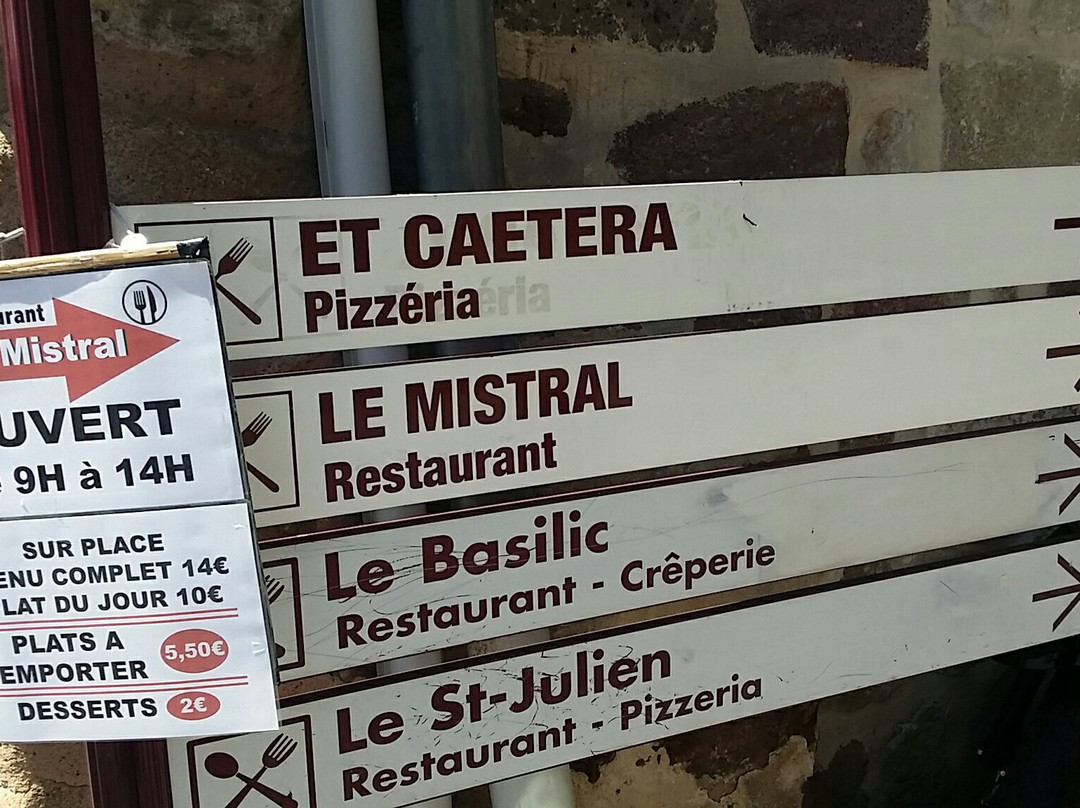 ET CAETERA
Pizzéria
LE MISTRAL
Restaurant
Le Basilic
Restaurant - Crêperie
Le St-Julien
Restaurant - Pizzeria
urant
Mistral
UVERT
9H à 14H
SUR PLACE
ENU COMPLET 14€
LAT DU JOUR 10€
PLATS A
EMPORTER
5,50€
DESSERTS 2€